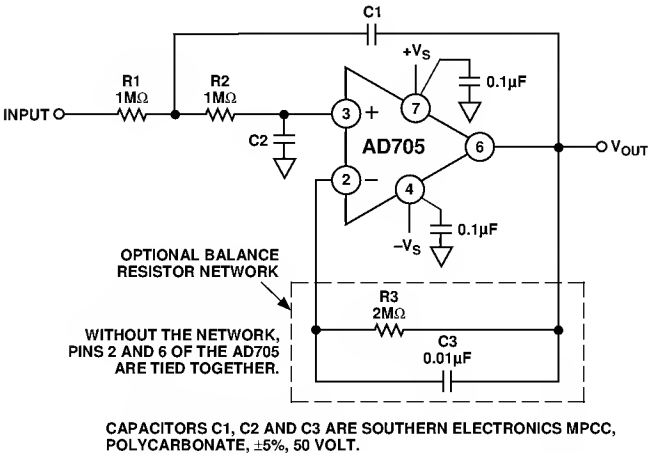 C1
R1
1MΩ
R2
1MΩ
+VS
0.1µF
INPUT
3
+
7
C2
AD705
6
VOUT
2
–
4
–VS
0.1µF
OPTIONAL BALANCE
RESISTOR NETWORK
R3
2MΩ
WITHOUT THE NETWORK,
PINS 2 AND 6 OF THE AD705
ARE TIED TOGETHER.
C3
0.01µF
CAPACITORS C1, C2 AND C3 ARE SOUTHERN ELECTRONICS MPCC,
POLYCARBONATE, ±5%, 50 VOLT.